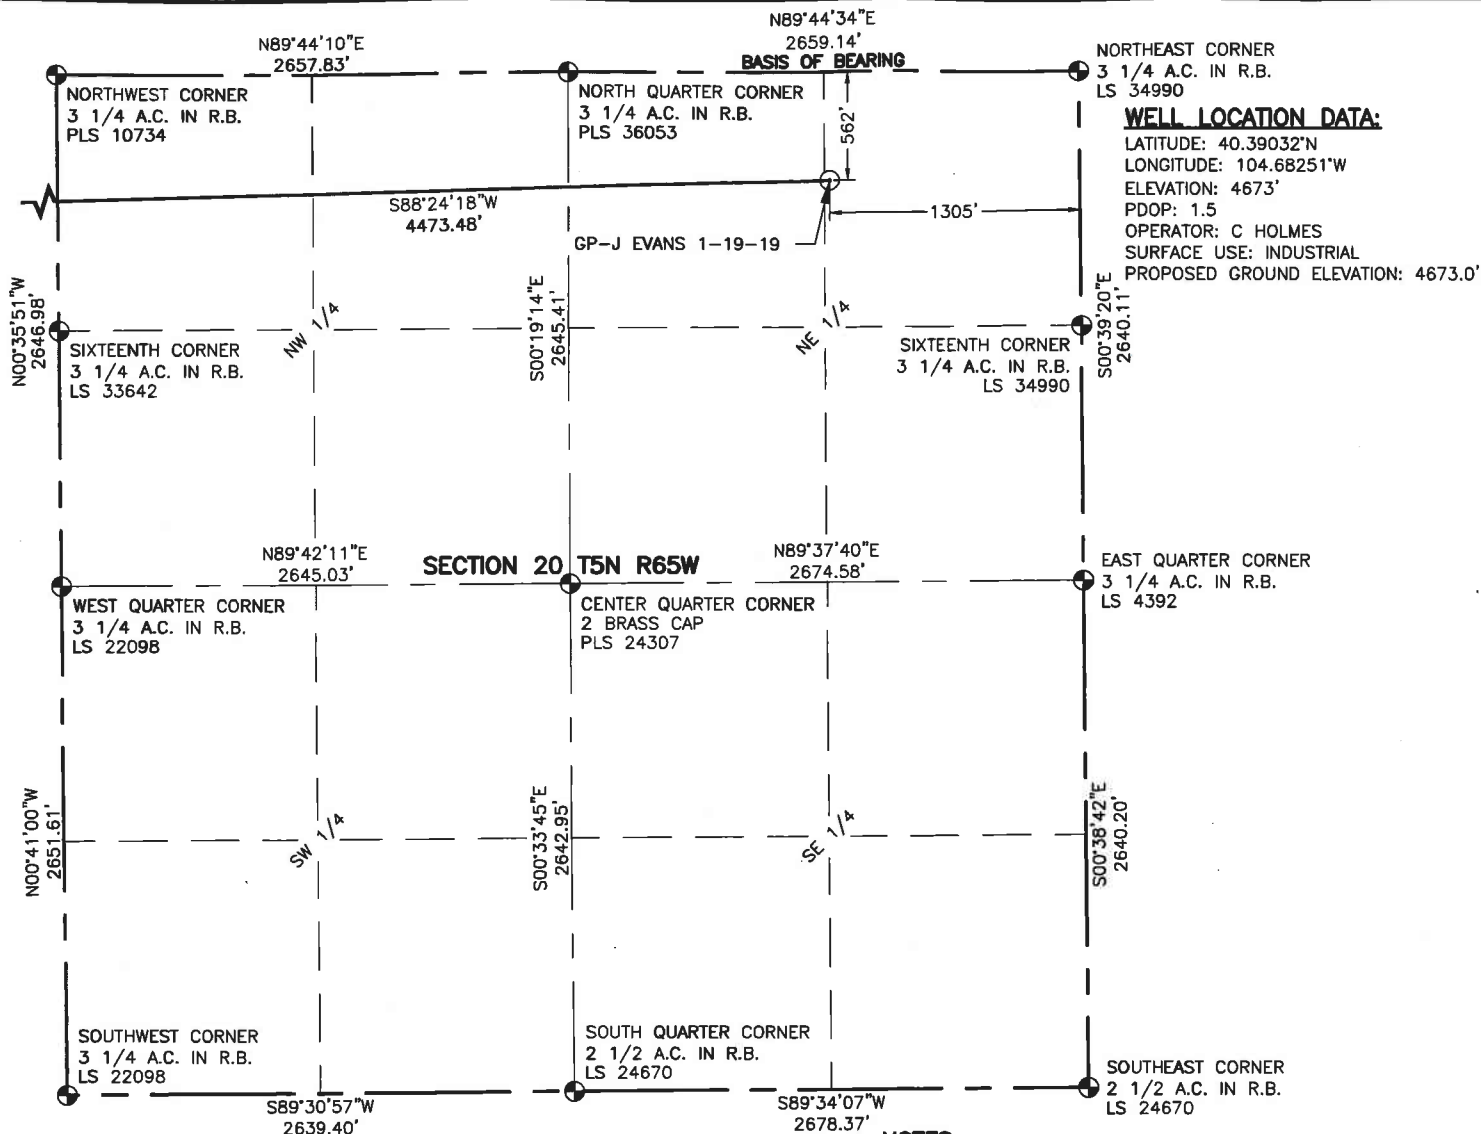 N89°44'10"E
2657.83'
N89°44'34"E
2659.14'
BASIS OF BEARING
NORTHWEST CORNER
3 1/4 A.C. IN R.B.
PLS 10734
NORTH QUARTER CORNER
3 1/4 A.C. IN R.B.
PLS 36053
NORTHEAST CORNER
3 1/4 A.C. IN R.B.
LS 34990
WELL LOCATION DATA:
LATITUDE: 40.39032°N
LONGITUDE: 104.68251°W
ELEVATION: 4673'
PDOP: 1.5
OPERATOR: C HOLMES
SURFACE USE: INDUSTRIAL
PROPOSED GROUND ELEVATION: 4673.0'
562'
1305'
S88°24'18"W
4473.48'
GP-J EVANS 1-19-19
N00°35'51"W
2646.98'
NW 1/4
S00°19'14"E
2645.41'
NE 1/4
S00°39'20"E
2640.11'
SIXTEENTH CORNER
3 1/4 A.C. IN R.B.
LS 33642
SIXTEENTH CORNER
3 1/4 A.C. IN R.B.
LS 34990
N89°42'11"E
2645.03'
SECTION 20 T5N R65W
N89°37'40"E
2674.58'
WEST QUARTER CORNER
3 1/4 A.C. IN R.B.
LS 22098
CENTER QUARTER CORNER
2 BRASS CAP
PLS 24307
EAST QUARTER CORNER
3 1/4 A.C. IN R.B.
LS 4392
N00°41'00"W
2651.61'
SW 1/4
S00°33'45"E
2642.95'
SE 1/4
S00°38'42"E
2640.20'
SOUTHWEST CORNER
3 1/4 A.C. IN R.B.
LS 22098
SOUTH QUARTER CORNER
2 1/2 A.C. IN R.B.
LS 24670
SOUTHEAST CORNER
2 1/2 A.C. IN R.B.
LS 24670
S89°30'57"W
2639.40'
S89°34'07"W
2678.37'